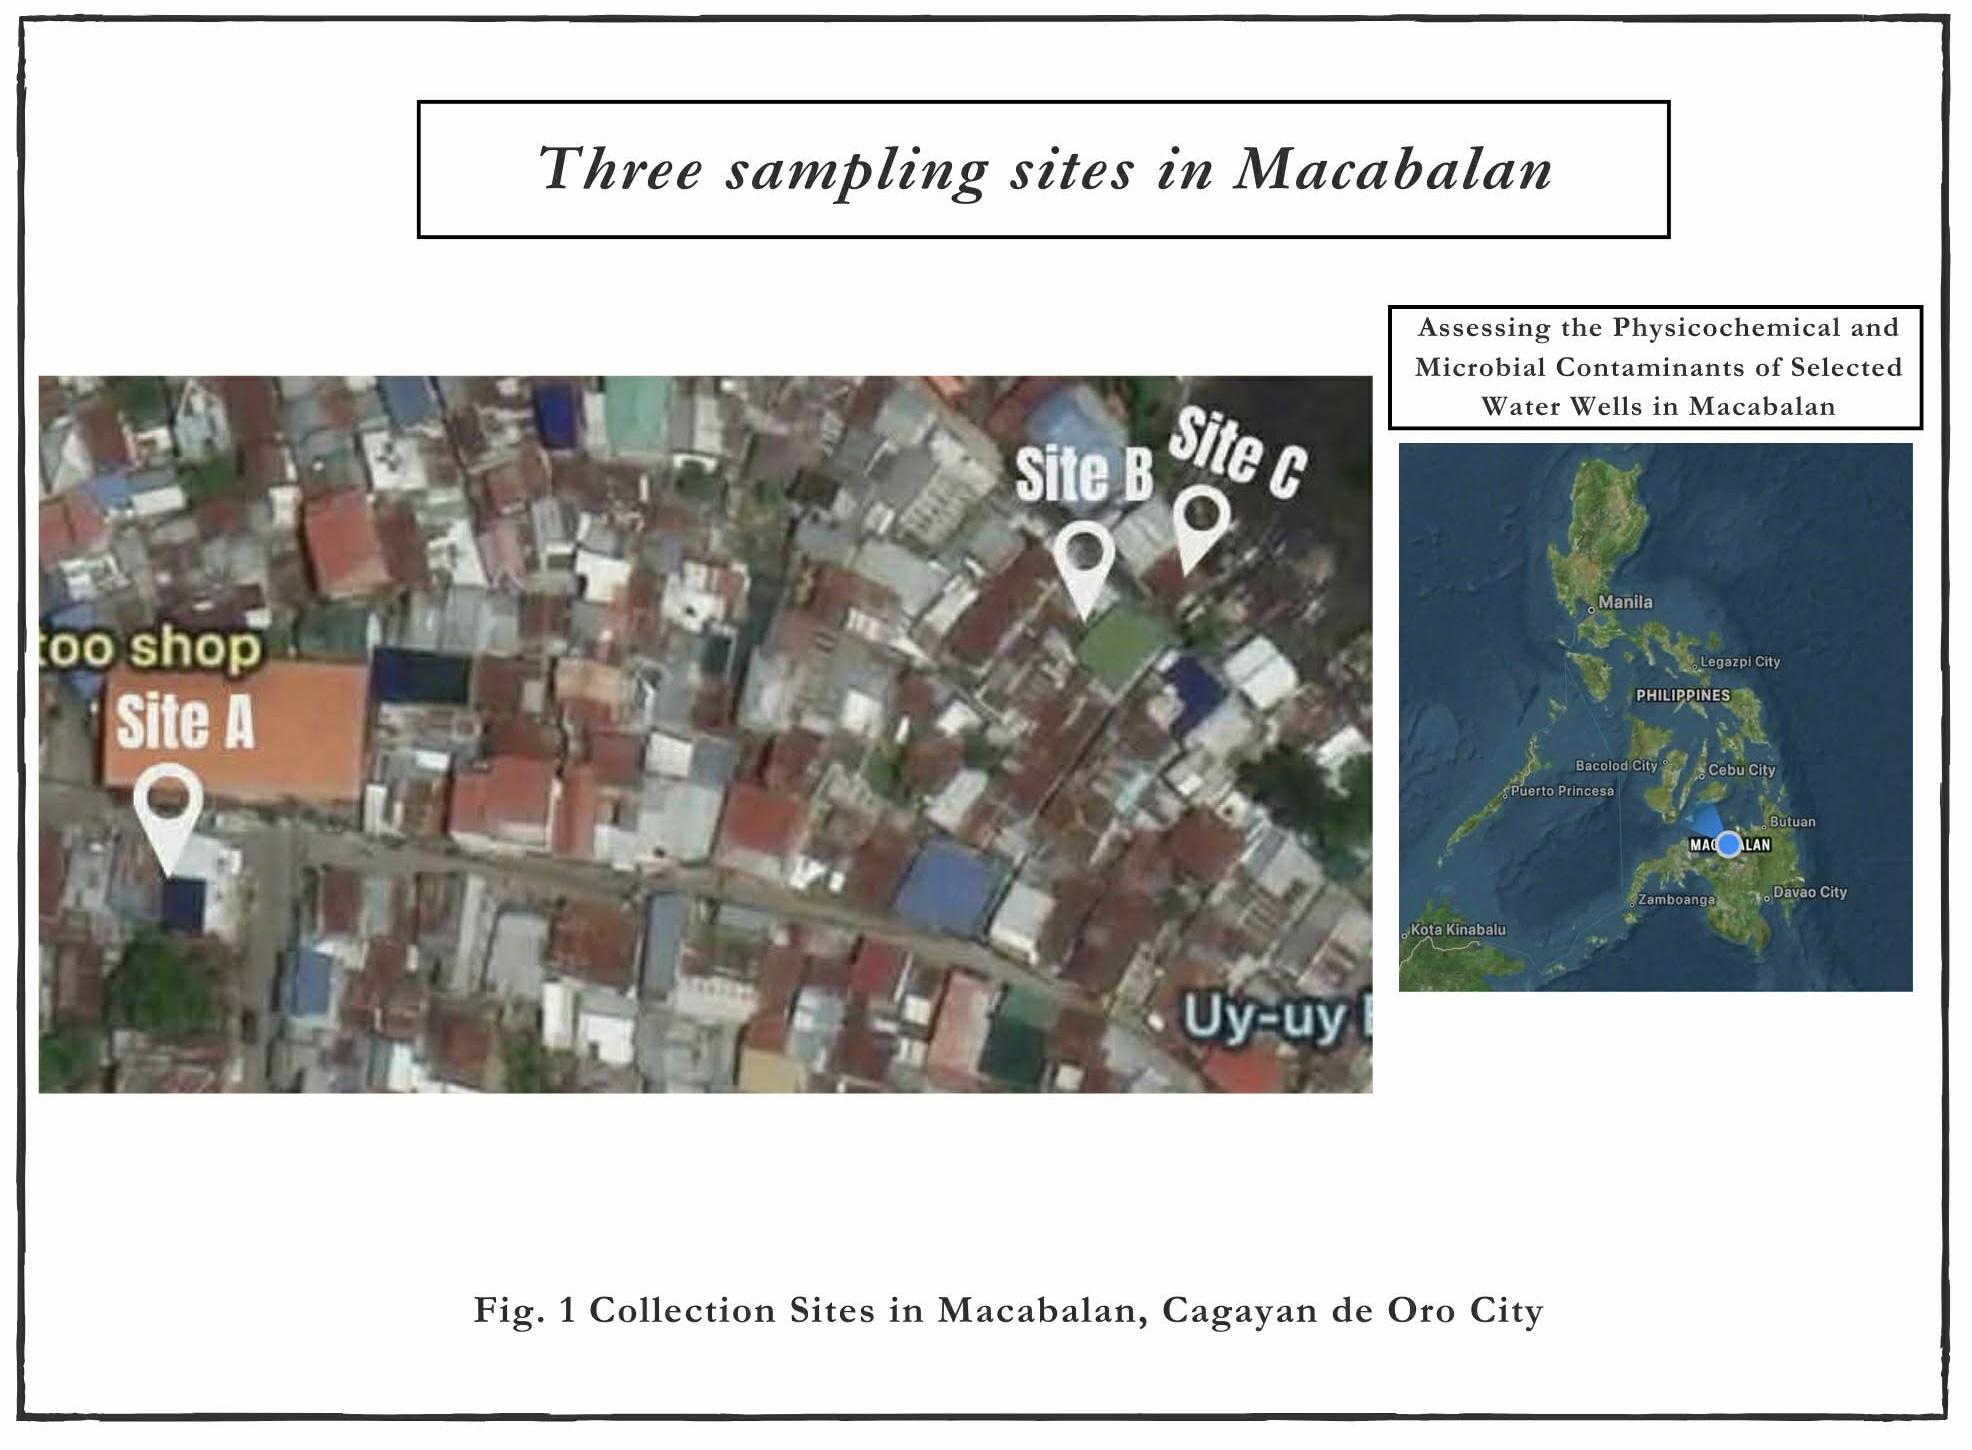 Three sampling sites in Macabalan
Assessing the Physicochemical and
Microbial Contaminants of Selected
Water Wells in Macabalan
Site C
Site B
too shop
Site A
Uy-uy
Manila
Legazpi City
PHILIPPINES
Bacolod City
Cebu City
Puerto Princesa
Butuan
MAC ALAN
Davao City
Zamboanga
Kota Kinabalu
Fig. 1 Collection Sites in Macabalan, Cagayan de Oro City